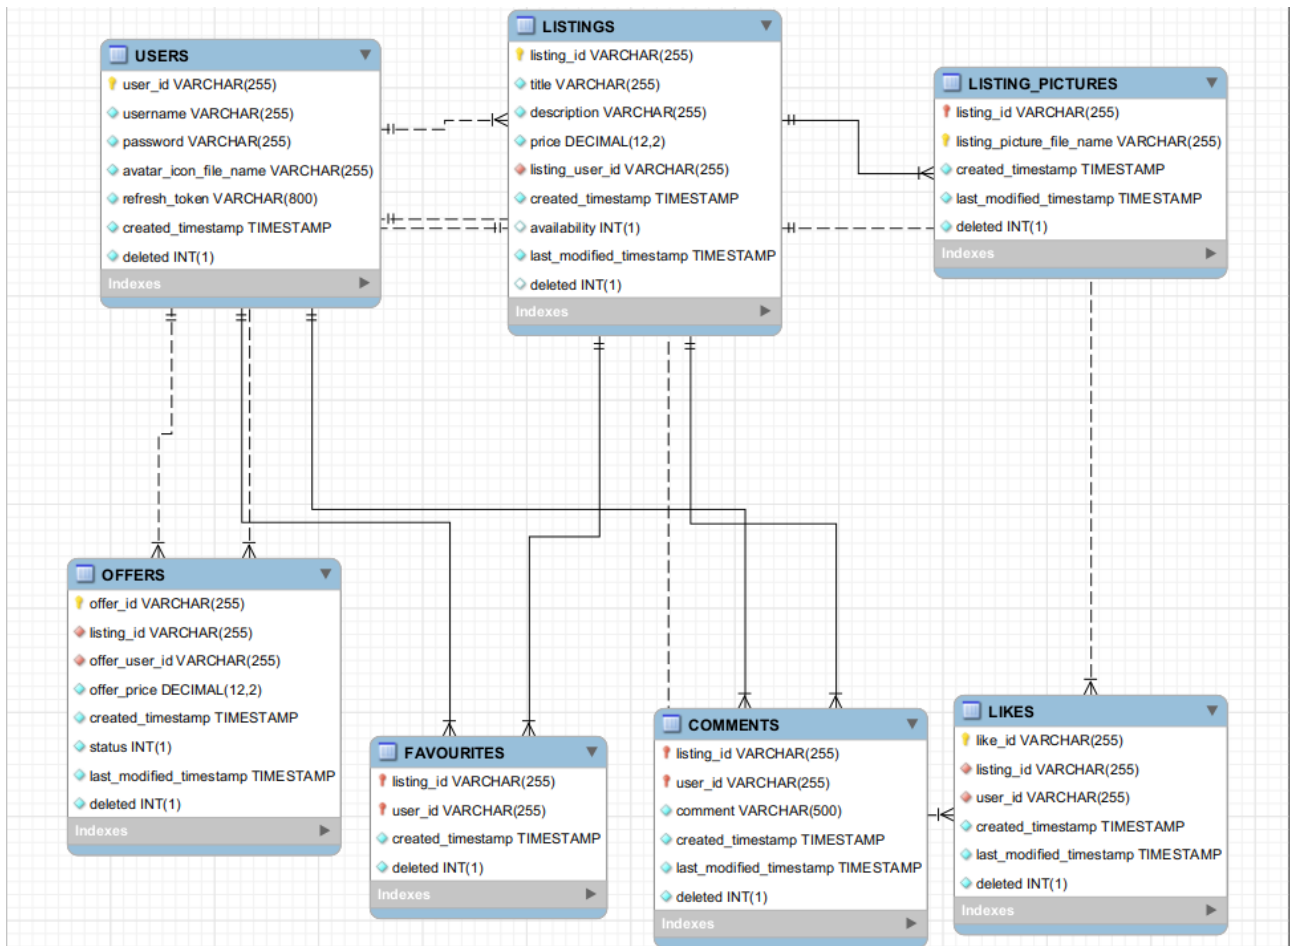 USERS
user_id VARCHAR(255)
username VARCHAR(255)
password VARCHAR(255)
avatar_icon_file_name VARCHAR(255)
refresh_token VARCHAR(800)
created_timestamp TIMESTAMP
deleted INT(1)
Indexes
LISTINGS
listing_id VARCHAR(255)
title VARCHAR(255)
description VARCHAR(255)
price DECIMAL(12,2)
listing_user_id VARCHAR(255)
created_timestamp TIMESTAMP
availability INT(1)
last_modified_timestamp TIMESTAMP
deleted INT(1)
Indexes
LISTING_PICTURES
listing_id VARCHAR(255)
listing_picture_file_name VARCHAR(255)
created_timestamp TIMESTAMP
last_modified_timestamp TIMESTAMP
deleted INT(1)
Indexes
OFFERS
offer_id VARCHAR(255)
listing_id VARCHAR(255)
offer_user_id VARCHAR(255)
offer_price DECIMAL(12,2)
created_timestamp TIMESTAMP
status INT(1)
last_modified_timestamp TIMESTAMP
deleted INT(1)
Indexes
FAVOURITES
listing_id VARCHAR(255)
user_id VARCHAR(255)
created_timestamp TIMESTAMP
deleted INT(1)
Indexes
COMMENTS
listing_id VARCHAR(255)
user_id VARCHAR(255)
comment VARCHAR(500)
created_timestamp TIMESTAMP
last_modified_timestamp TIMESTAMP
deleted INT(1)
Indexes
LIKES
like_id VARCHAR(255)
listing_id VARCHAR(255)
user_id VARCHAR(255)
created_timestamp TIMESTAMP
last_modified_timestamp TIMESTAMP
deleted INT(1)
Indexes